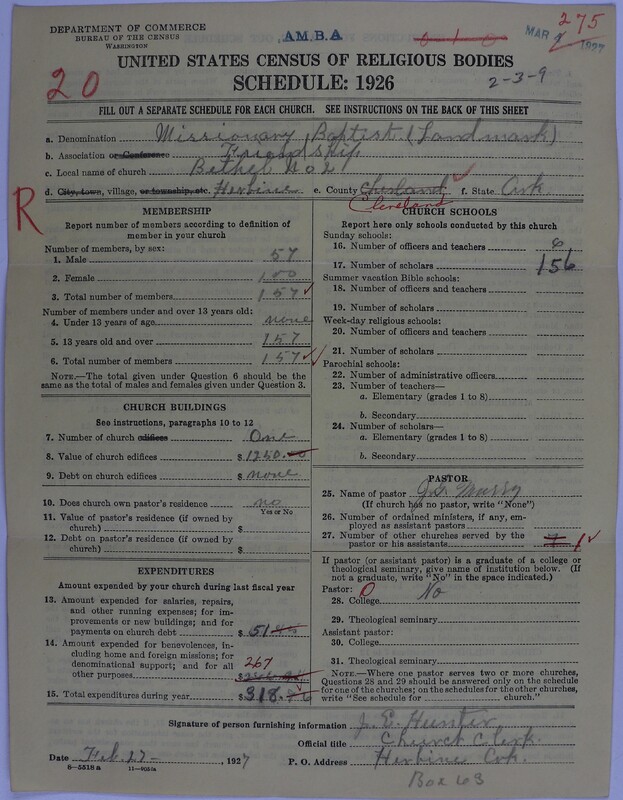 DEPARTMENT OF COMMERCE
BUREAU OF THE CENSUS
WASHINGTON
A.M.B.A
0 1 0
275
MAR 1927
20
UNITED STATES CENSUS OF RELIGIOUS BODIES
SCHEDULE: 1926
2-3-9
FILL OUT A SEPARATE SCHEDULE FOR EACH CHURCH. SEE INSTRUCTIONS ON THE BACK OF THIS SHEET
a. Denomination Missionary Baptist (Landmark)
b. Association or Conference Friendship
c. Local name of church Bethel No 2
d. City, town, village, or township, etc. Herbine e. County Cleveland f. State Ark
R
MEMBERSHIP
Report number of members according to definition of member in your church
Number of members, by sex:
1. Male 57
2. Female 100
3. Total number of members 157
Number of members under and over 13 years old:
4. Under 13 years of age none
5. 13 years old and over 157
6. Total number of members 157
NOTE.—The total given under Question 6 should be the same as the total of males and females given under Question 3.
CHURCH BUILDINGS
See instructions, paragraphs 10 to 12
7. Number of church edifices One
8. Value of church edifices $ 1250.00
9. Debt on church edifices $ none
10. Does church own pastor's residence no
Yes or No
11. Value of pastor's residence (if owned by church) $
12. Debt on pastor's residence (if owned by church) $
EXPENDITURES
Amount expended by your church during last fiscal year
13. Amount expended for salaries, repairs, and other running expenses; for improvements or new buildings; and for payments on church debt $ 51
14. Amount expended for benevolences, including home and foreign missions; for denominational support; and for all other purposes 267
15. Total expenditures during year $ 318.
CHURCH SCHOOLS
Report here only schools conducted by this church
Sunday schools:
16. Number of officers and teachers 6
17. Number of scholars 156
Summer vacation Bible schools:
18. Number of officers and teachers
19. Number of scholars
Week-day religious schools:
20. Number of officers and teachers
21. Number of scholars
Parochial schools:
22. Number of administrative officers
23. Number of teachers—
a. Elementary (grades 1 to 8)
b. Secondary
24. Number of scholars—
a. Elementary (grades 1 to 8)
b. Secondary
PASTOR
25. Name of pastor
(If church has no pastor, write "None")
26. Number of ordained ministers, if any, employed as assistant pastors
27. Number of other churches served by the pastor or his assistants 1
If pastor (or assistant pastor) is a graduate of a college or theological seminary, give name of institution below. (If not a graduate, write "No" in the space indicated.)
Pastor: 0
28. College No
29. Theological seminary
Assistant pastor:
30. College
31. Theological seminary
NOTE.—Where one pastor serves two or more churches, Questions 28 and 29 should be answered only on the schedule for one of the churches; on the schedules for the other churches, write "See schedule for church."
Signature of person furnishing information J. E. Hunter
Official title Church Clerk
Date Feb. 27- , 1927 P. O. Address Herbine Ark.
Box 63
8—5518 a